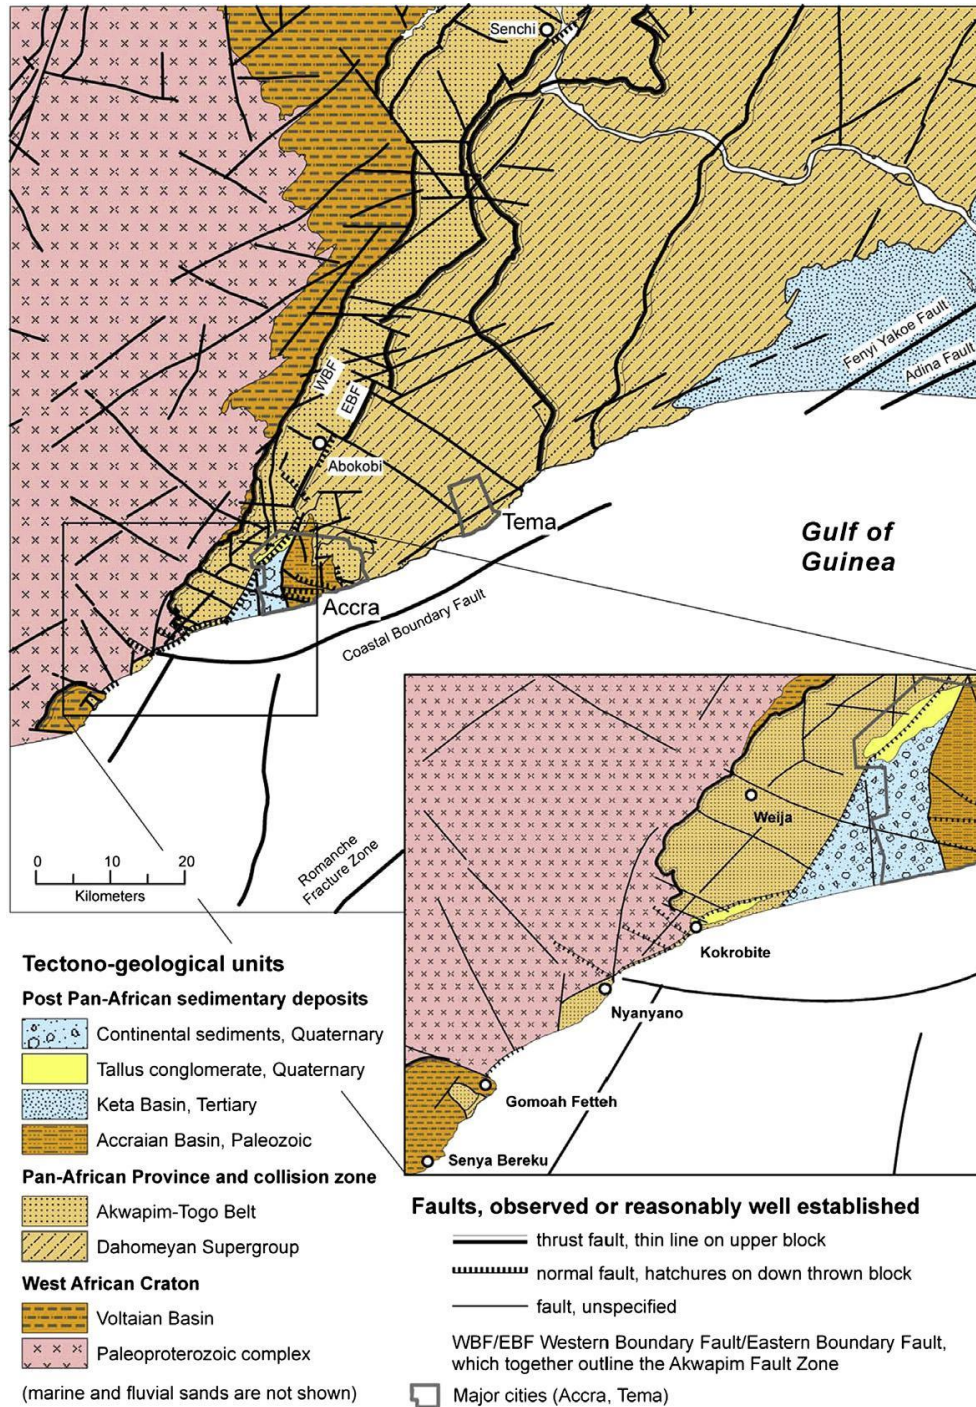 Senchi
WBF
EBF
Abokobi
Fenyi Yakoe Fault
Adina Fault
Tema
Gulf of
Guinea
Accra
Coastal Boundary Fault
Romanche
Fracture Zone
0 10 20
Kilometers
Weija
Kokrobite
Nyanyano
Gomoah Fetteh
Senya Bereku
Tectono-geological units
Post Pan-African sedimentary deposits
Continental sediments, Quaternary
Tallus conglomerate, Quaternary
Keta Basin, Tertiary
Accraian Basin, Paleozoic
Pan-African Province and collision zone
Akwapim-Togo Belt
Dahomeyan Supergroup
West African Craton
Voltaian Basin
Paleoproterozoic complex
(marine and fluvial sands are not shown)
Faults, observed or reasonably well established
thrust fault, thin line on upper block
normal fault, hatchures on down thrown block
fault, unspecified
WBF/EBF Western Boundary Fault/Eastern Boundary Fault,
which together outline the Akwapim Fault Zone
Major cities (Accra, Tema)